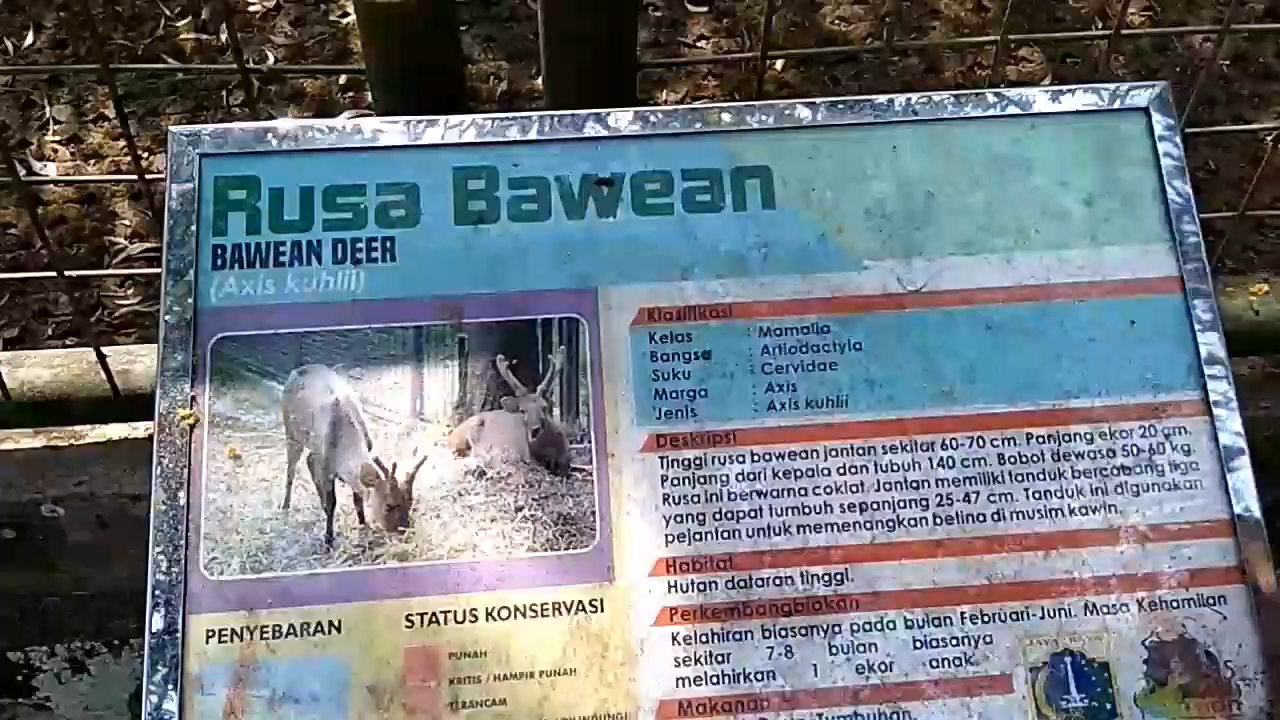 Rusa Bawean
BAWEAN DEER
(Axis kuhlii)
Klasifikasi
Kelas : Mamalia
Bangsa : Artiodactyla
Suku : Cervidae
Marga : Axis
Jenis : Axis kuhlii
Deskripsi
Tinggi rusa bawean jantan sekitar 60-70 cm. Panjang ekor 20 cm.
Panjang dari kepala dan tubuh 140 cm. Bobot dewasa 50-60 kg.
Rusa ini berwarna coklat. Jantan memiliki tanduk bercabang tiga
yang dapat tumbuh sepanjang 25-47 cm. Tanduk ini digunakan
pejantan untuk memenangkan betina di musim kawin.
Habitat
Hutan dataran tinggi.
Perkembangbiakan
Kelahiran biasanya pada bulan Februari-Juni. Masa Kehamilan
sekitar 7-8 bulan biasanya
melahirkan 1 ekor anak.
Makanan
Tumbuhan.
PENYEBARAN
STATUS KONSERVASI
PUNAH
KRITIS / HAMPIR PUNAH
TERANCAM